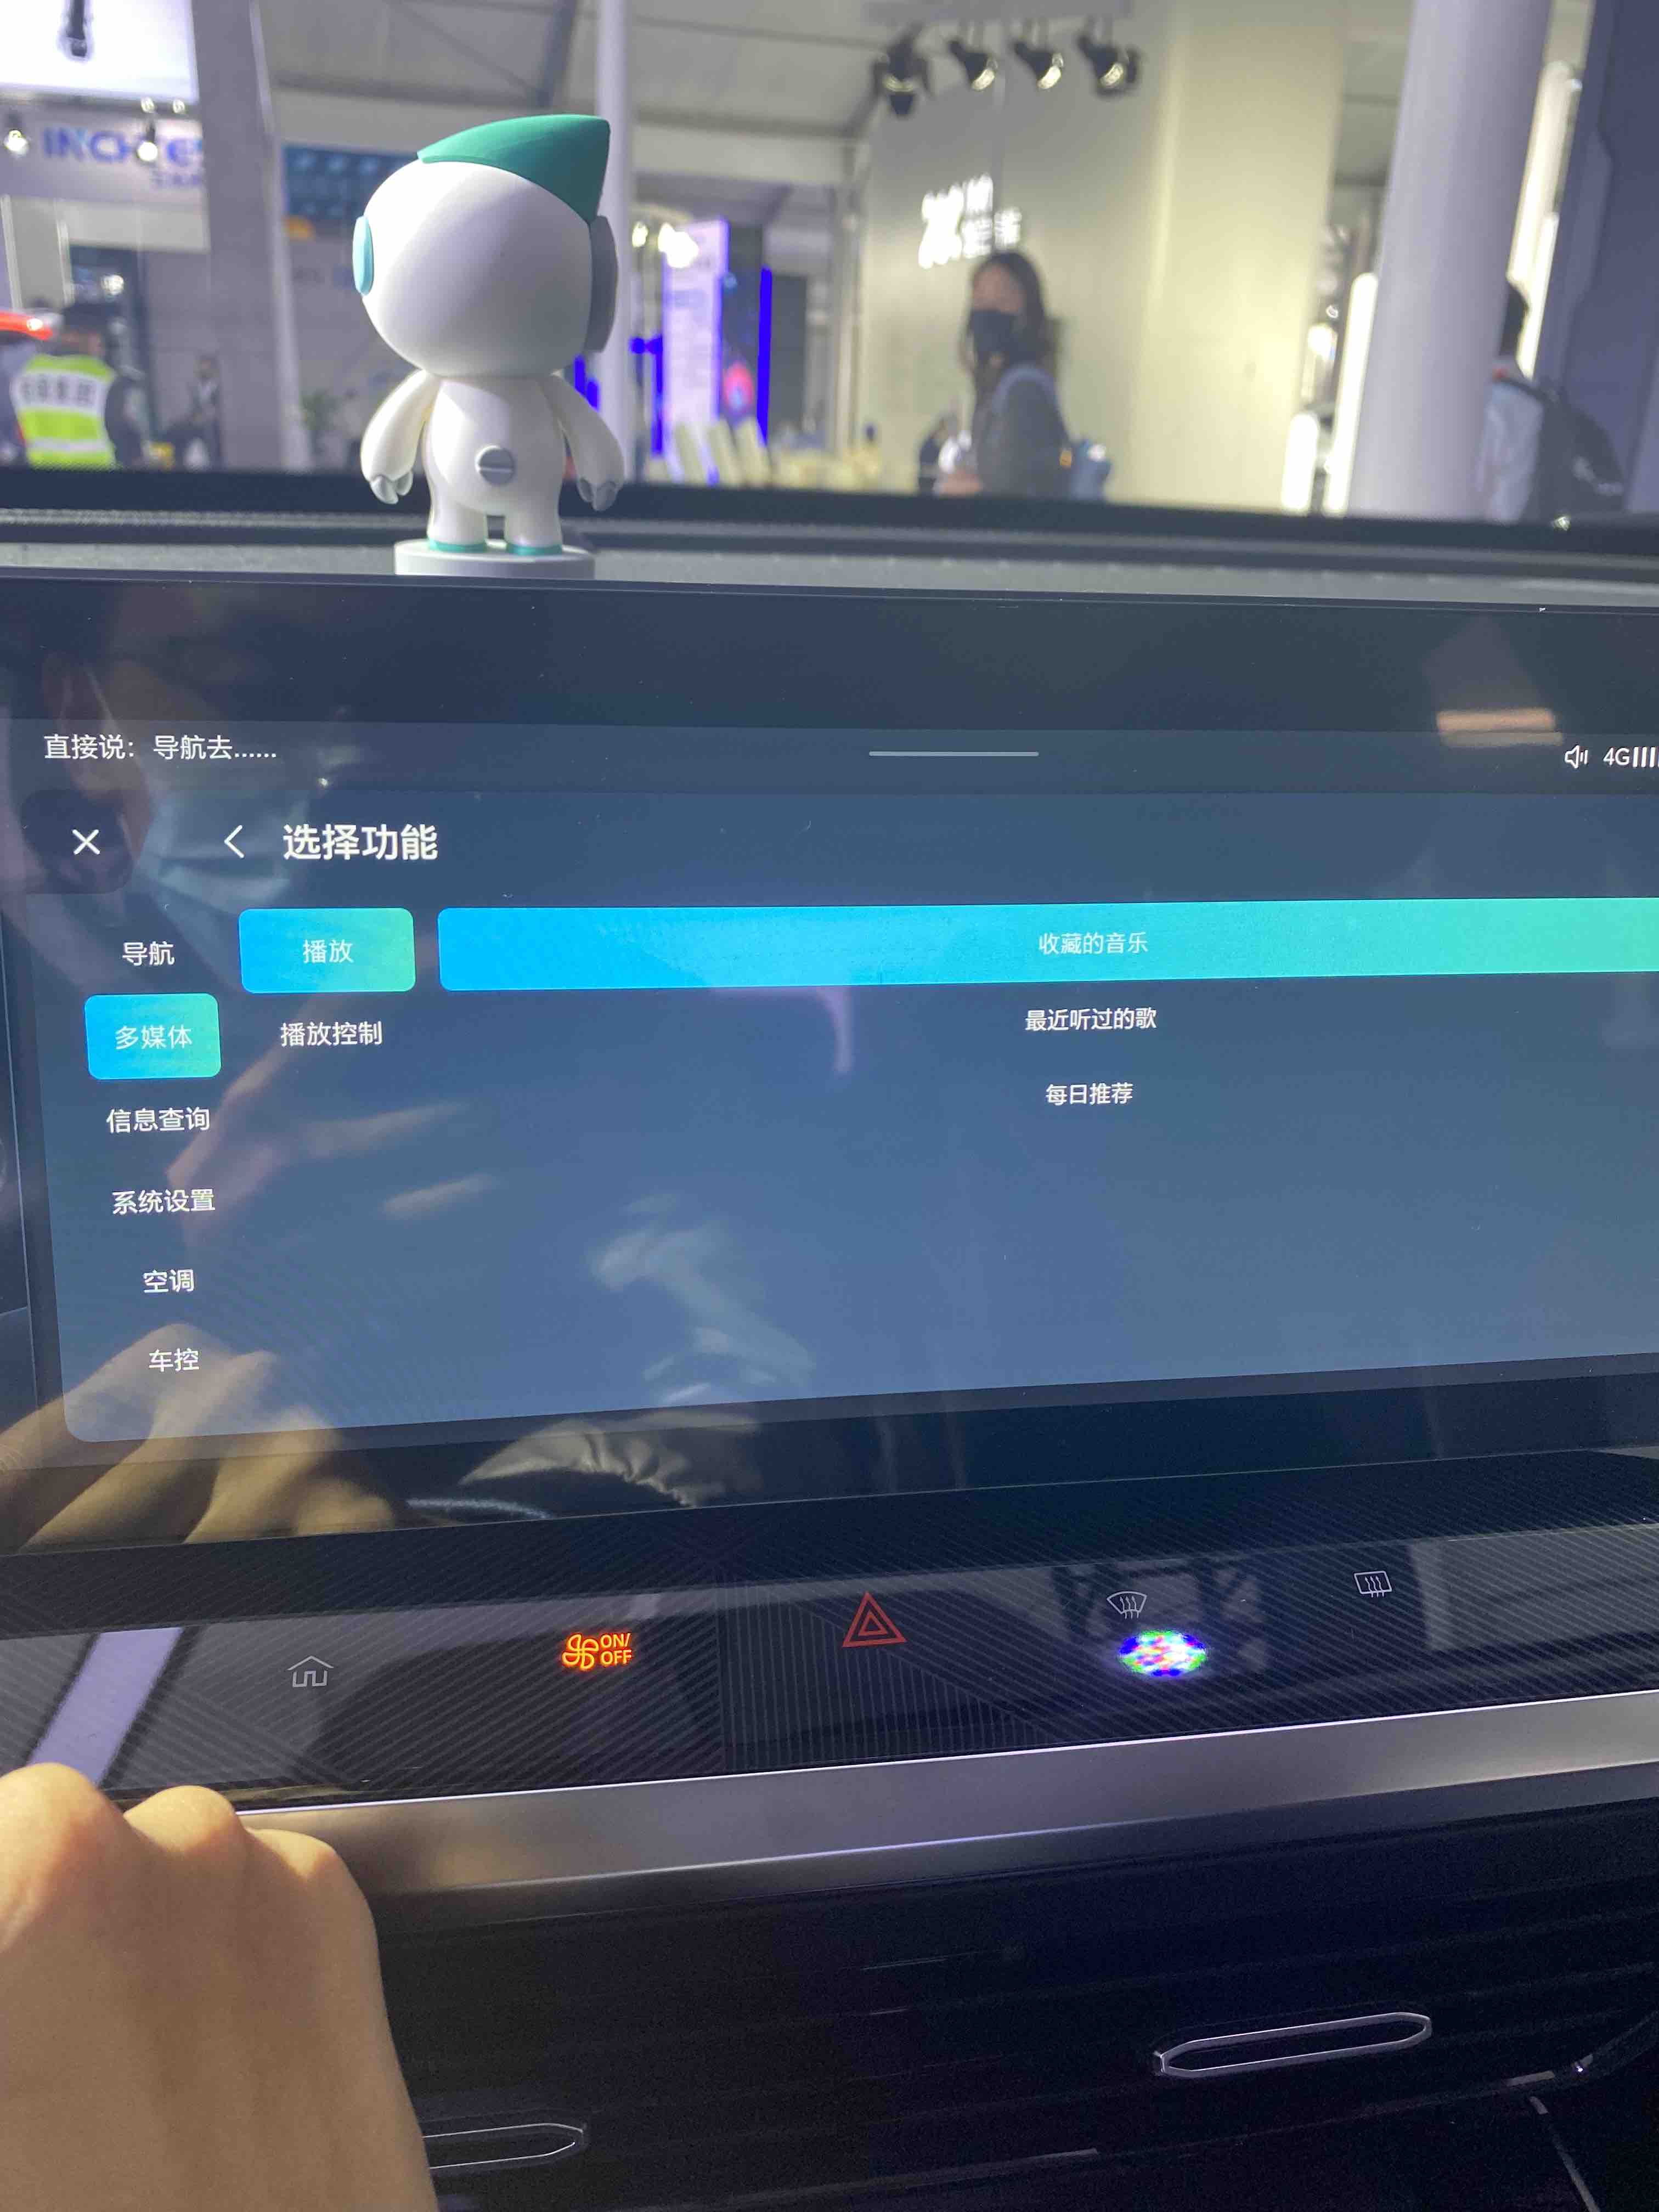 直接说：导航去......
4G
选择功能
导航
播放
收藏的音乐
多媒体
播放控制
最近听过的歌
信息查询
每日推荐
系统设置
空调
车控
ON/
OFF